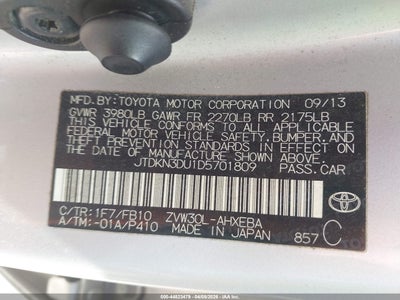 MFD. BY: TOYOTA MOTOR CORPORATION 09/13
GVWR 3980LB GAWR FR 2270LB RR 2175LB
THIS VEHICLE CONFORMS TO ALL APPLICABLE
FEDERAL MOTOR VEHICLE SAFETY, BUMPER, AND
THEFT PREVENTION STANDARDS IN EFFECT ON
THE DATE OF MANUFACTURE SHOWN ABOVE.
JTDKN3DU1D5701809 PASS.CAR
C/TR:1F7/FB10 ZVW30L-AHXEBA
A/TM:-01A/P410 MADE IN JAPAN 857
C
TOYOTA